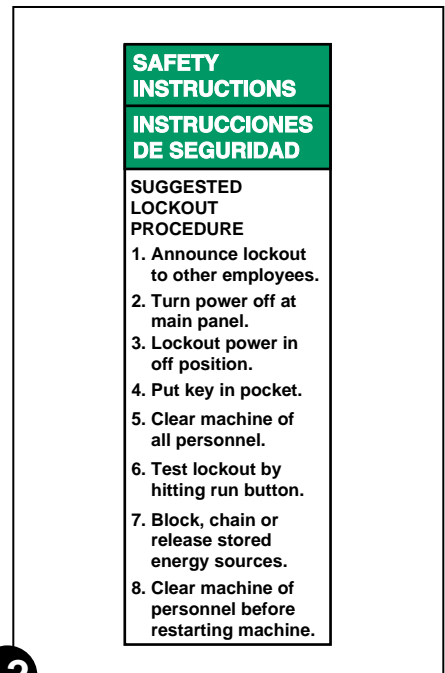 SAFETY
INSTRUCTIONS
INSTRUCCIONES
DE SEGURIDAD
SUGGESTED
LOCKOUT
PROCEDURE
1. Announce lockout
to other employees.
2. Turn power off at
main panel.
3. Lockout power in
off position.
4. Put key in pocket.
5. Clear machine of
all personnel.
6. Test lockout by
hitting run button.
7. Block, chain or
release stored
energy sources.
8. Clear machine of
personnel before
restarting machine.